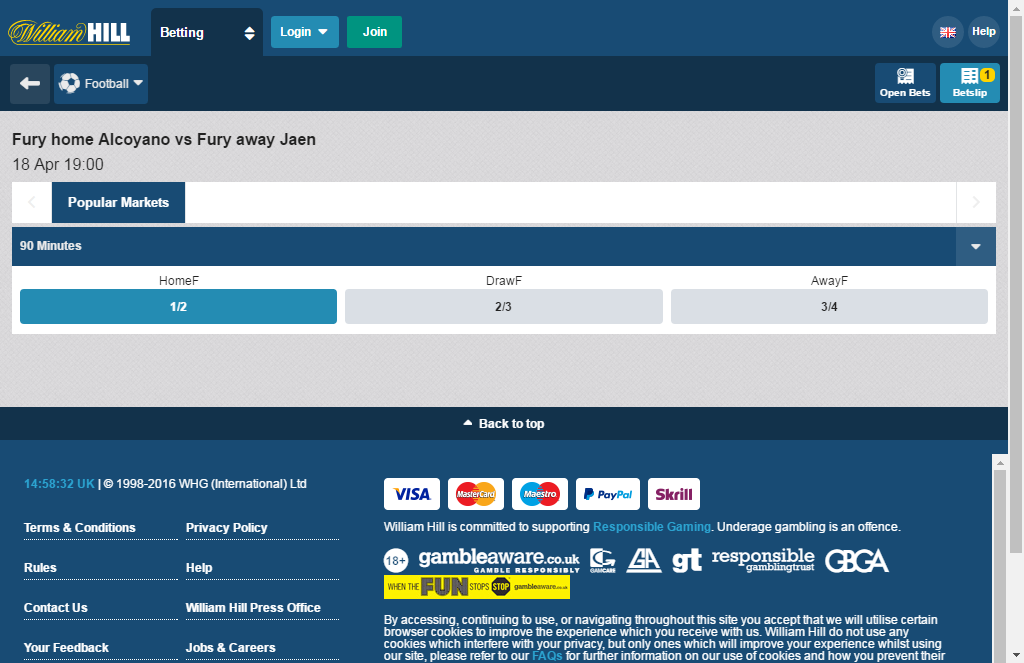 William HILL
Betting
Login
Join
Help
Football
Open Bets
Betslip
1
Fury home Alcoyano vs Fury away Jaen
18 Apr 19:00
Popular Markets
90 Minutes
HomeF
DrawF
AwayF
1/2
2/3
3/4
Back to top
14:58:32 UK | © 1998-2016 WHG (International) Ltd
Terms & Conditions
Privacy Policy
Rules
Help
Contact Us
William Hill Press Office
Your Feedback
Jobs & Careers
VISA
MasterCard
Maestro
PayPal
Skrill
William Hill is committed to supporting Responsible Gaming. Underage gambling is an offence.
18+
gambleaware.co.uk
GAMBLE RESPONSIBLY
GAMCARE
GA
gt
responsible
gamblingtrust
GBGA
WHEN THE FUN STOPS STOP gambleaware.co.uk
By accessing, continuing to use, or navigating throughout this site you accept that we will utilise certain
browser cookies to improve the experience which you receive with us. William Hill do not use any
cookies which interfere with your privacy, but only ones which will improve your experience whilst using
our site, please refer to our FAQs for further information on our use of cookies and how you prevent their